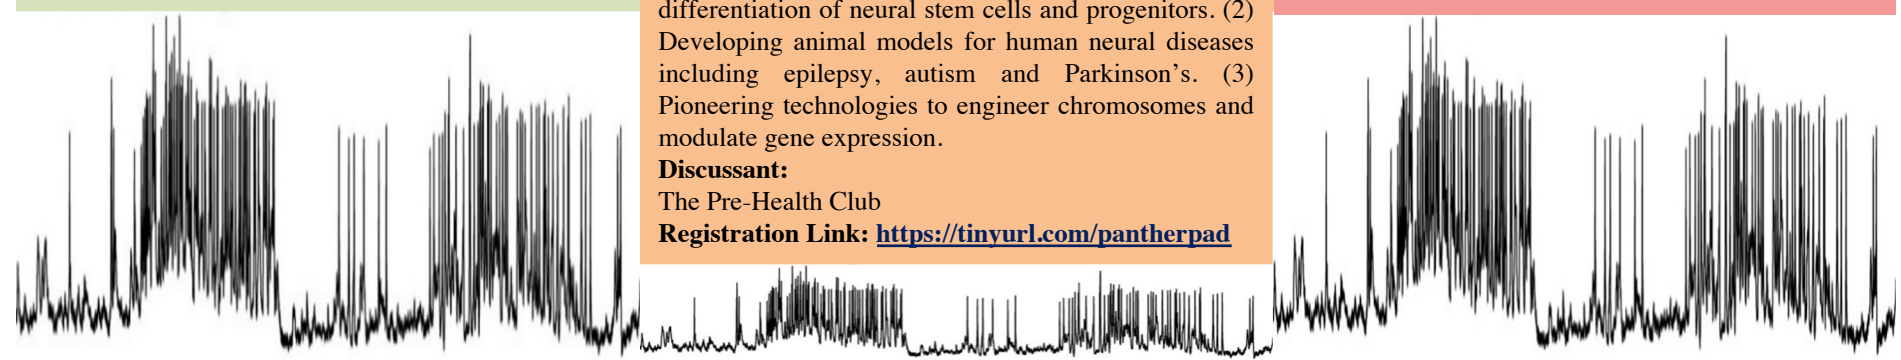 differentiation of neural stem cells and progenitors. (2)
Developing animal models for human neural diseases
including epilepsy, autism and Parkinson’s. (3)
Pioneering technologies to engineer chromosomes and
modulate gene expression.
Discussant:
The Pre-Health Club
Registration Link: https://tinyurl.com/pantherpad